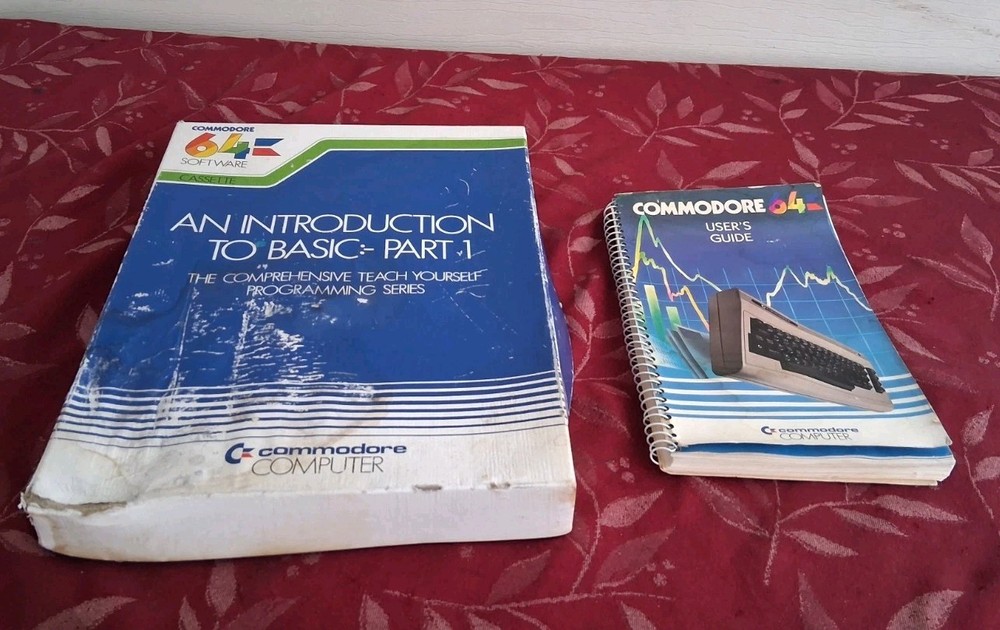 COMMODORE
64
SOFTWARE
CASSETTE
AN INTRODUCTION
TO BASIC:- PART 1
THE COMPREHENSIVE TEACH YOURSELF
PROGRAMMING SERIES
commodore
COMPUTER
COMMODORE 64
USER'S
GUIDE
commodore
COMPUTER